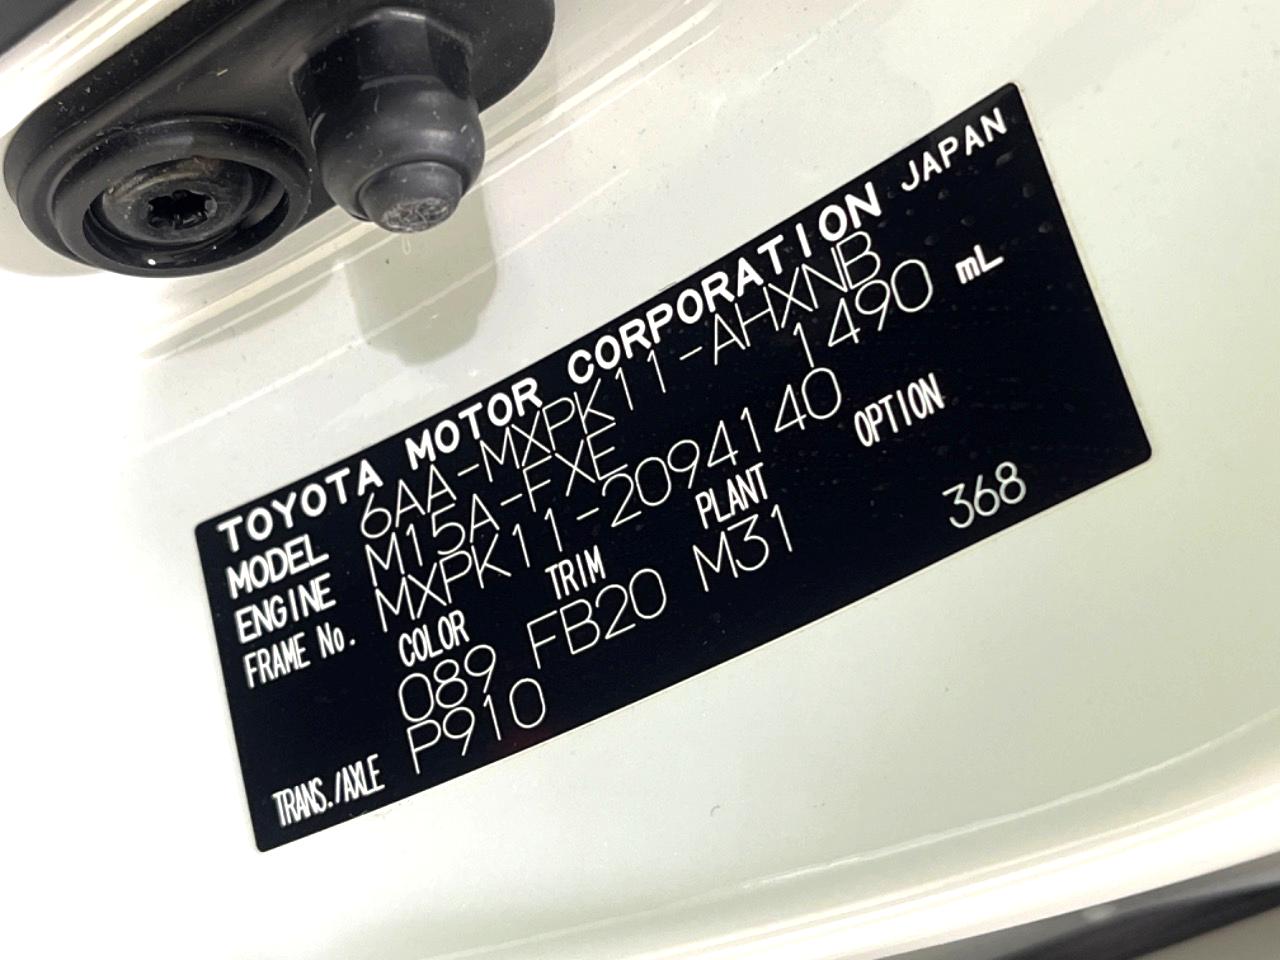 TOYOTA MOTOR CORPORATION JAPAN
MODEL 6AA-MXPK11-AHXNB
ENGINE M15A-FXE 1490 mL
FRAME No. MXPK11-2094140
COLOR TRIM PLANT OPTION
089 FB20 M31 368
TRANS./AXLE P910